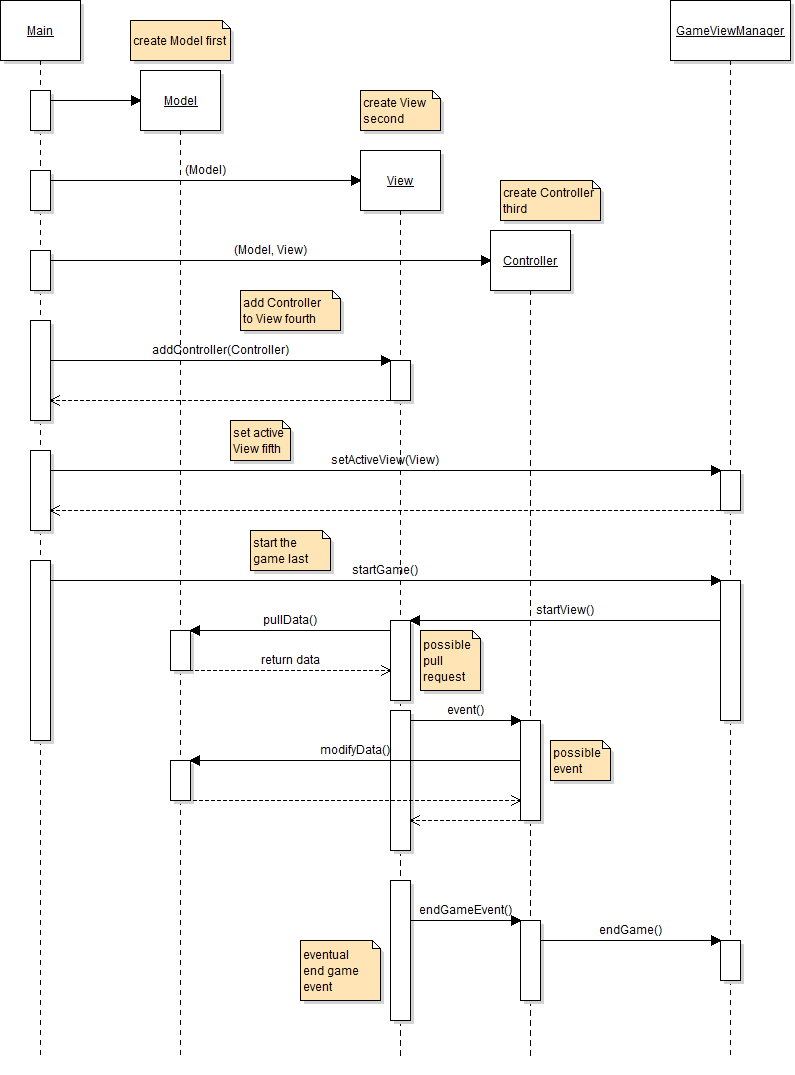 Main
GameViewManager
create Model first
Model
create View
second
(Model)
View
create Controller
third
(Model, View)
Controller
add Controller
to View fourth
addController(Controller)
set active
View fifth
setActiveView(View)
start the
game last
startGame()
startView()
pullData()
possible
pull
request
return data
event()
modifyData()
possible
event
endGameEvent()
endGame()
eventual
end game
event